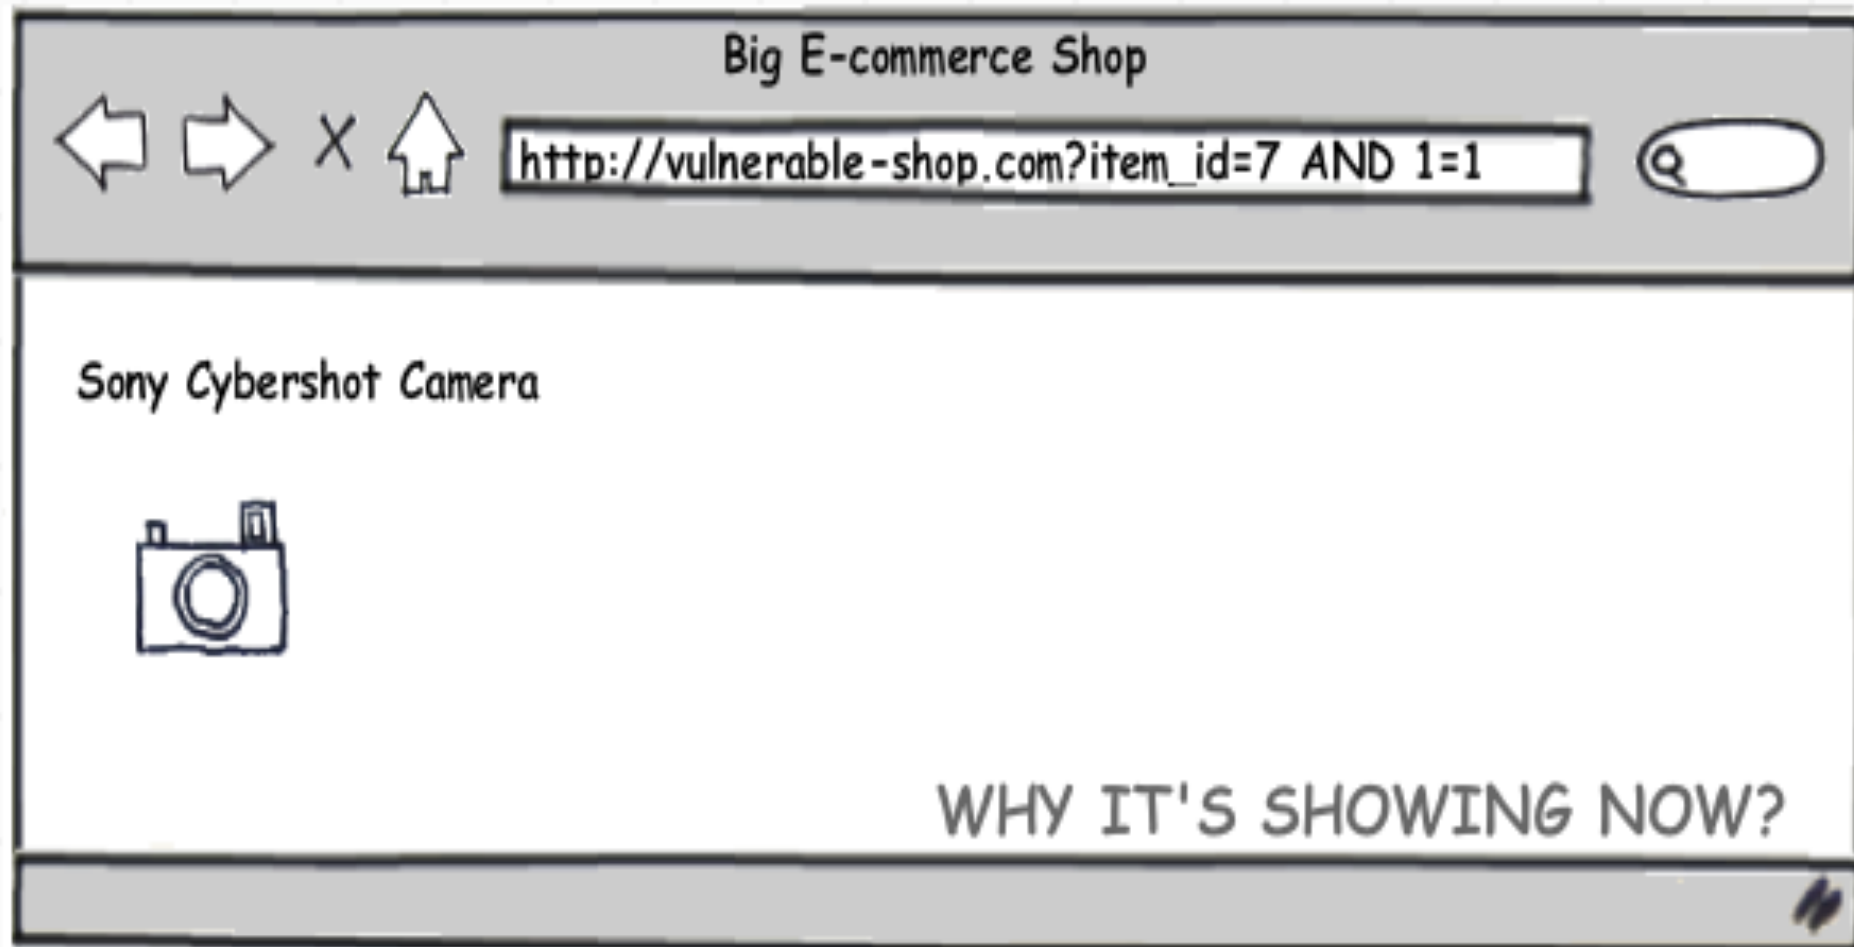 Big E-commerce Shop
http://vulnerable-shop.com?item_id=7 AND 1=1
Sony Cybershot Camera
WHY IT'S SHOWING NOW?